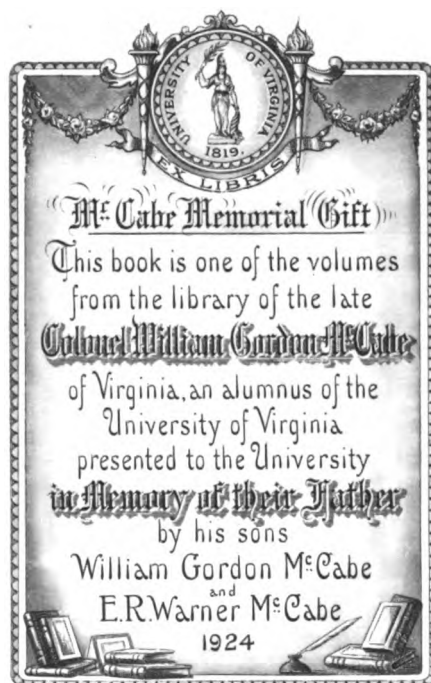 UNIVERSITY OF VIRGINIA
1819.
EX LIBRIS
Mc. Cabe Memorial Gift
This book is one of the volumes
from the library of the late
Colonel William Gordon McCabe
of Virginia, an alumnus of the
University of Virginia
presented to the University
in Memory of their Father
by his sons
William Gordon McCabe
and
E.R. Warner McCabe
1924